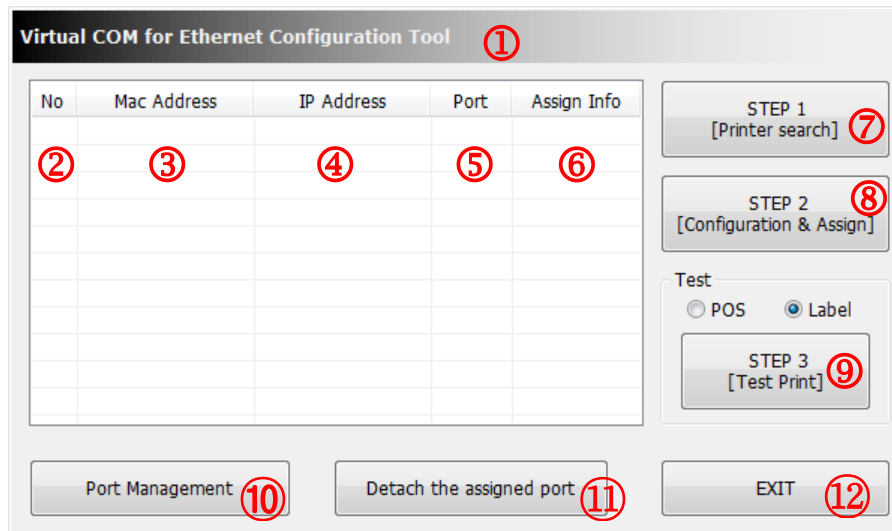 Virtual COM for Ethernet Configuration Tool ①
No Mac Address IP Address Port Assign Info
② ③ ④ ⑤ ⑥
STEP 1
[Printer search] ⑦
STEP 2 ⑧
[Configuration & Assign]
Test
POS Label
STEP 3
[Test Print] ⑨
Port Management ⑩ Detach the assigned port ⑪ EXIT ⑫